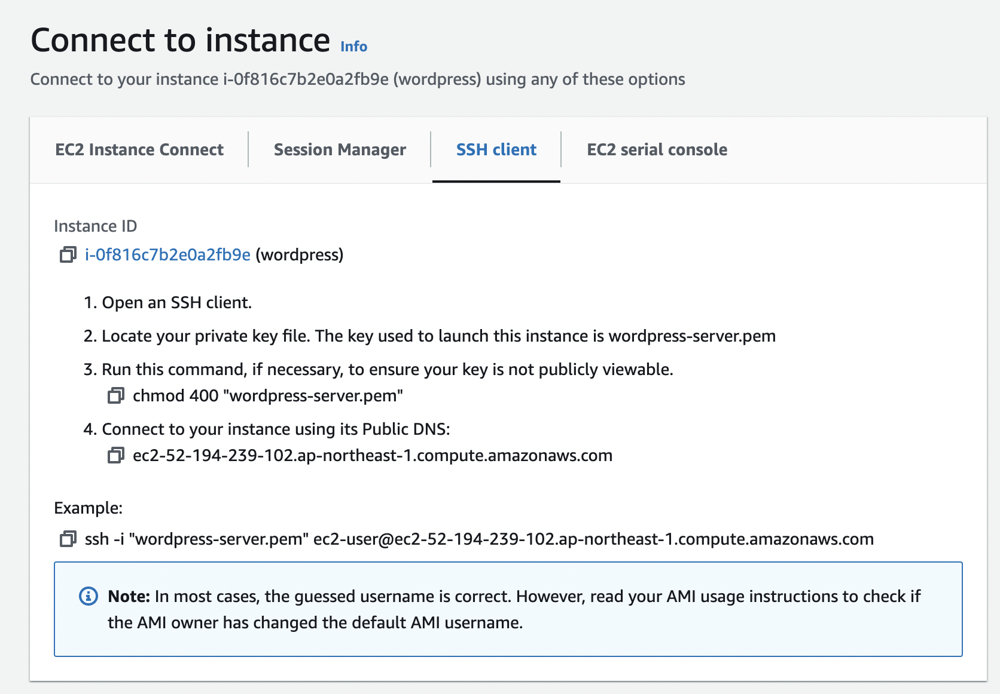 Connect to instance Info
Connect to your instance i-0f816c7b2e0a2fb9e (wordpress) using any of these options
EC2 Instance Connect
Session Manager
SSH client
EC2 serial console
Instance ID
i-0f816c7b2e0a2fb9e (wordpress)
1. Open an SSH client.
2. Locate your private key file. The key used to launch this instance is wordpress-server.pem
3. Run this command, if necessary, to ensure your key is not publicly viewable.
chmod 400 "wordpress-server.pem"
4. Connect to your instance using its Public DNS:
ec2-52-194-239-102.ap-northeast-1.compute.amazonaws.com
Example:
ssh -i "wordpress-server.pem" ec2-user@ec2-52-194-239-102.ap-northeast-1.compute.amazonaws.com
Note: In most cases, the guessed username is correct. However, read your AMI usage instructions to check if
the AMI owner has changed the default AMI username.